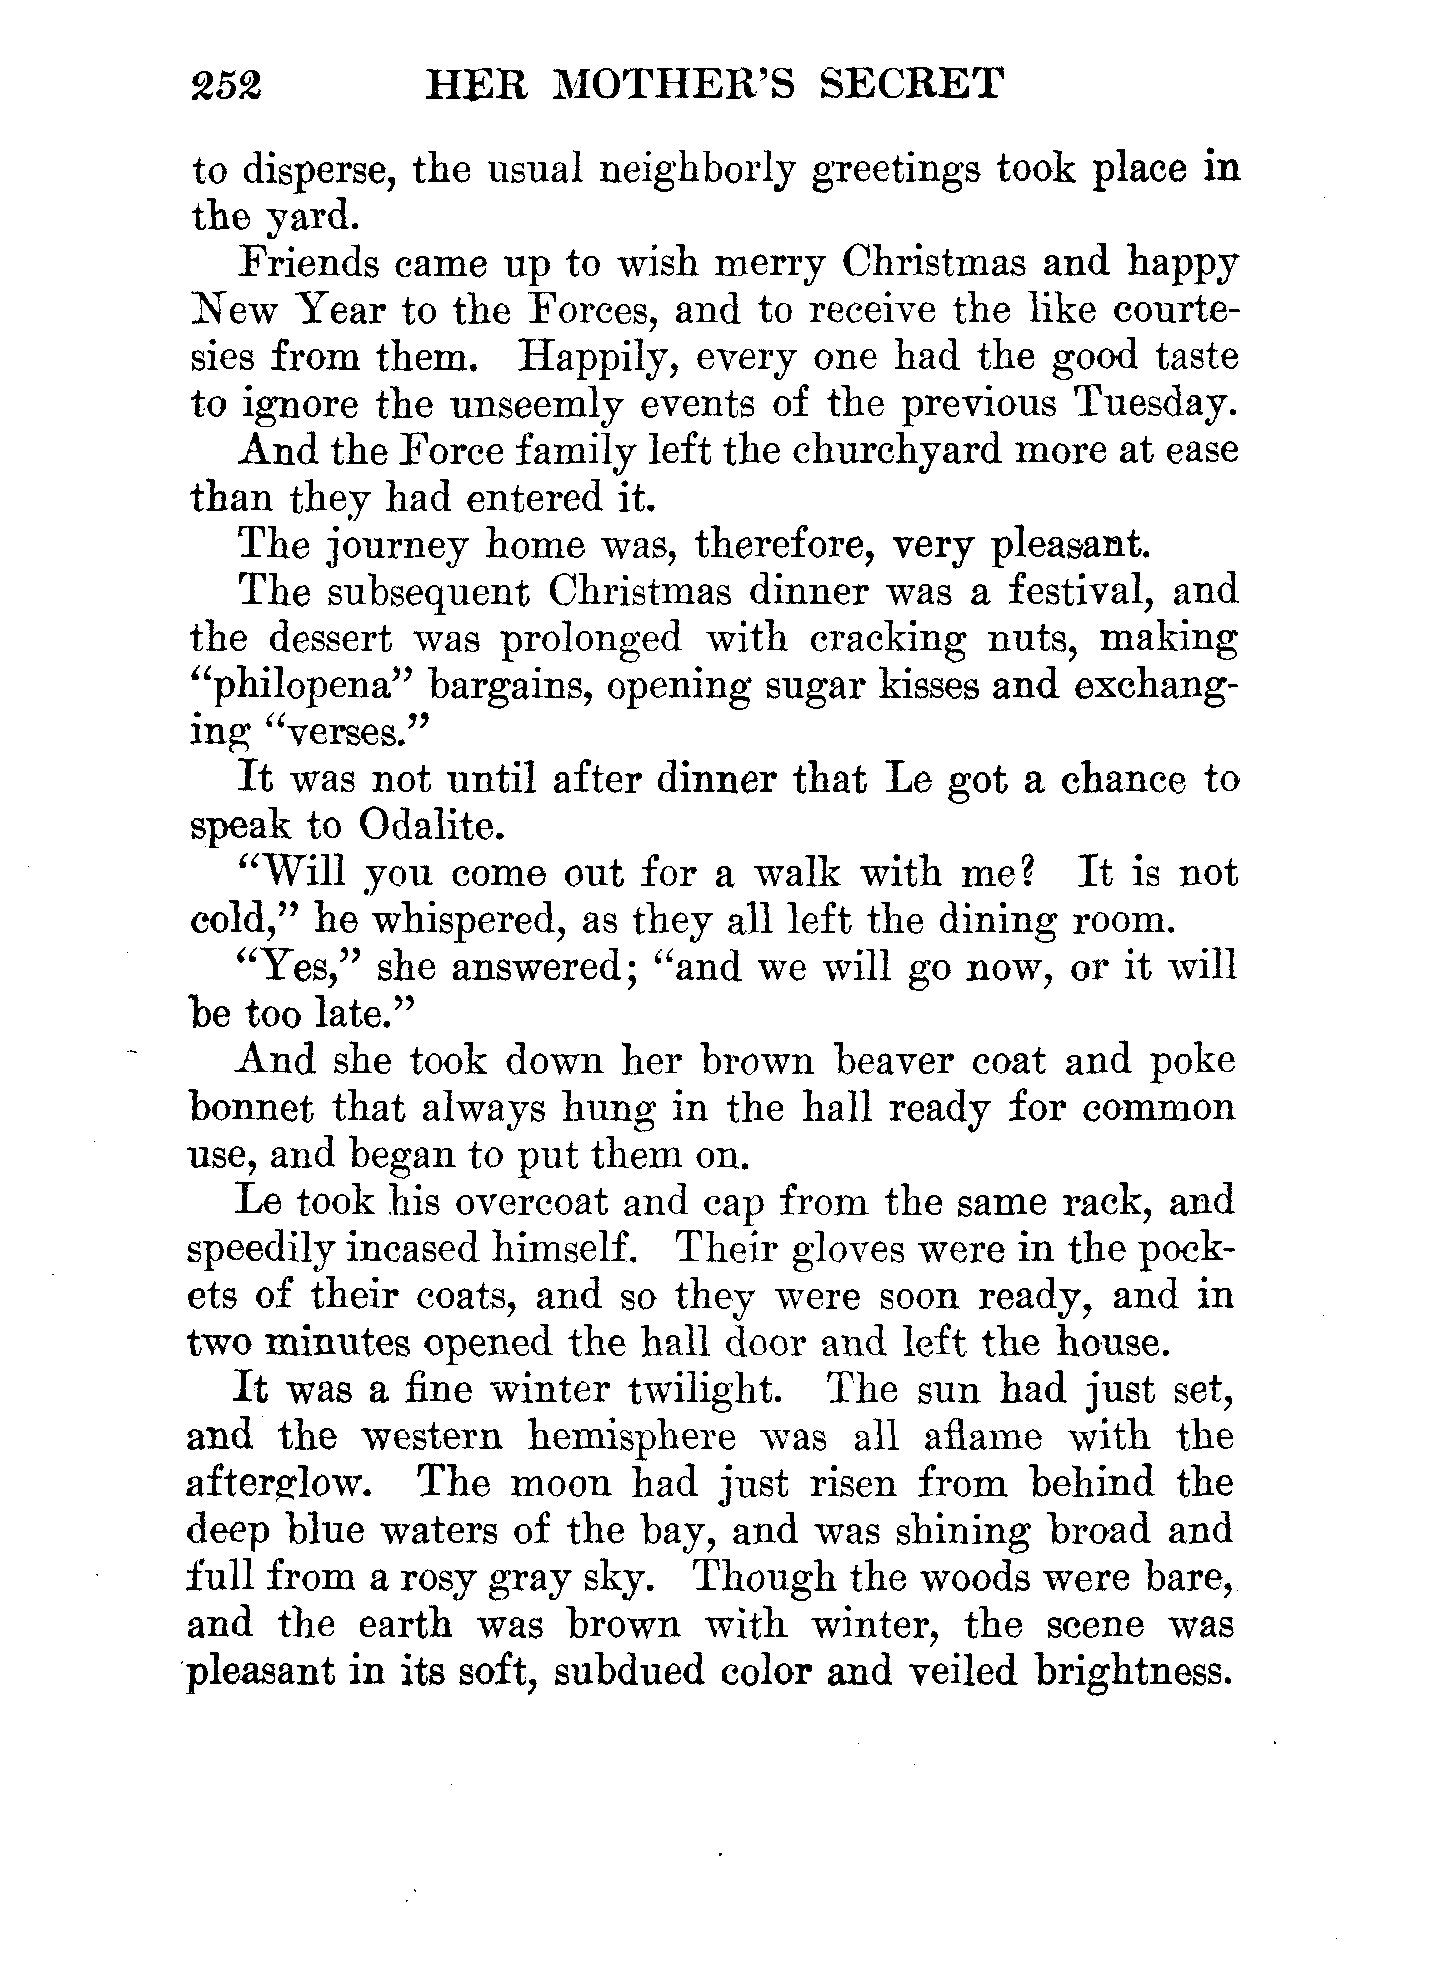 252 HER MOTHER'S SECRET
to disperse, the usual neighborly greetings took place in
the yard.
Friends came up to wish merry Christmas and happy
New Year to the Forces, and to receive the like courte-
sies from them. Happily, every one had the good taste
to ignore the unseemly events of the previous Tuesday.
And the Force family left the churchyard more at ease
than they had entered it.
The journey home was, therefore, very pleasant.
The subsequent Christmas dinner was a festival, and
the dessert was prolonged with cracking nuts, making
“philopena” bargains, opening sugar kisses and exchang-
ing “verses.”
It was not until after dinner that Le got a chance to
speak to Odalite.
“Will you come out for a walk with me? It is not
cold,” he whispered, as they all left the dining room.
“Yes,” she answered; “and we will go now, or it will
be too late.”
And she took down her brown beaver coat and poke
bonnet that always hung in the hall ready for common
use, and began to put them on.
Le took his overcoat and cap from the same rack, and
speedily incased himself. Their gloves were in the pock-
ets of their coats, and so they were soon ready, and in
two minutes opened the hall door and left the house.
It was a fine winter twilight. The sun had just set,
and the western hemisphere was all aflame with the
afterglow. The moon had just risen from behind the
deep blue waters of the bay, and was shining broad and
full from a rosy gray sky. Though the woods were bare,
and the earth was brown with winter, the scene was
pleasant in its soft, subdued color and veiled brightness.